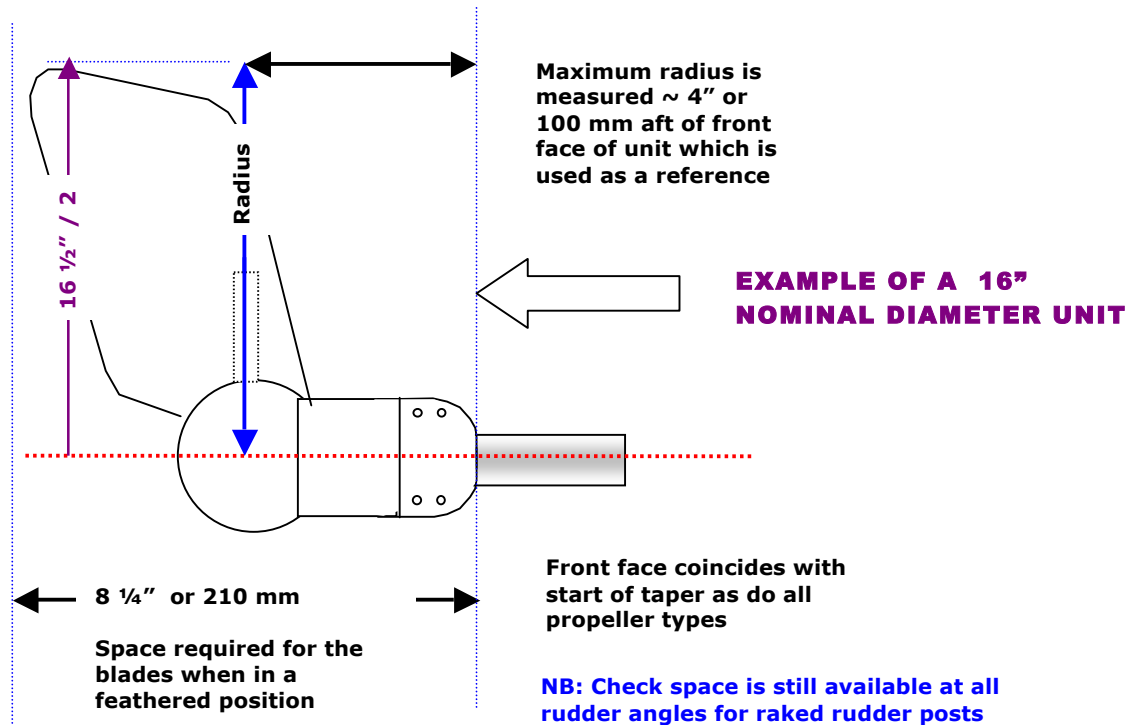 Maximum radius is
measured ~ 4” or
100 mm aft of front
face of unit which is
used as a reference
Radius
16 ½” / 2
EXAMPLE OF A 16”
NOMINAL DIAMETER UNIT
8 ¼” or 210 mm
Space required for the
blades when in a
feathered position
Front face coincides with
start of taper as do all
propeller types
NB: Check space is still available at all
rudder angles for raked rudder posts